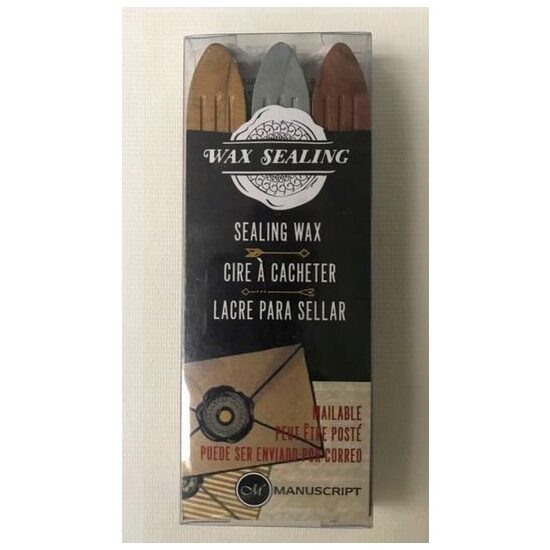 WAX SEALING
SEALING WAX
CIRE À CACHETER
LACRE PARA SELLAR
MAILABLE
PEUT ÊTRE POSTÉ
PUEDE SER ENVIADO POR CORREO
M MANUSCRIPT